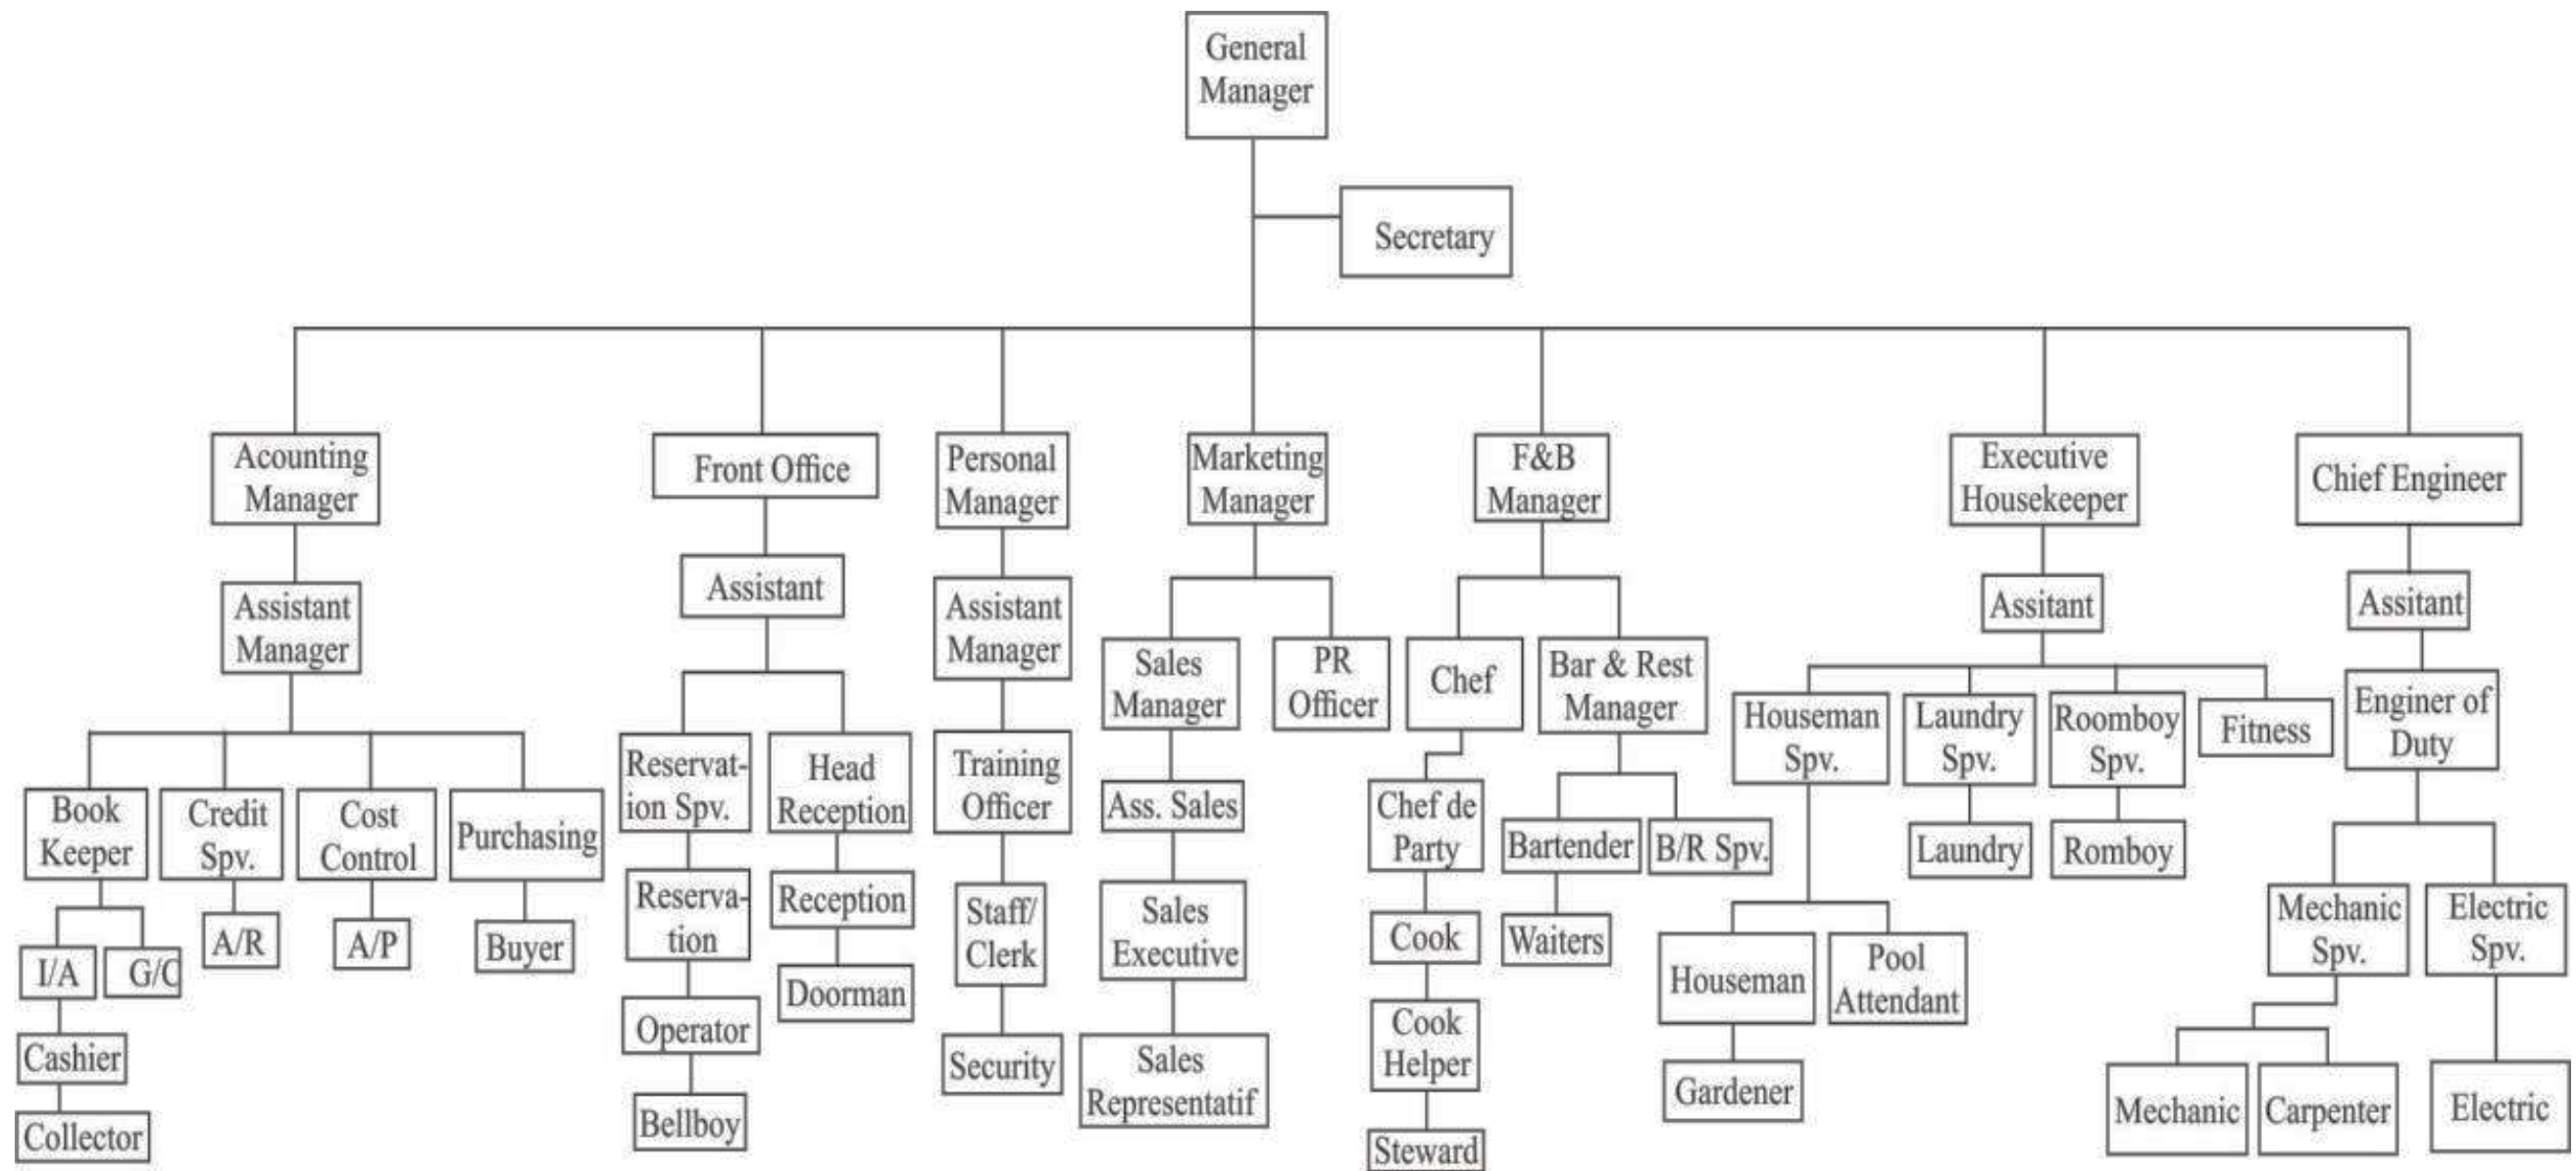 General
Manager
Secretary
Acounting
Manager
Front Office
Personal
Manager
Marketing
Manager
F&B
Manager
Executive
Housekeeper
Chief Engineer
Assistant
Manager
Assistant
Assistant
Manager
Sales
Manager
PR
Officer
Chef
Bar & Rest
Manager
Assitant
Assitant
Book
Keeper
Credit
Spv.
Cost
Control
Purchasing
Reservat-
ion Spv.
Head
Reception
Training
Officer
Ass. Sales
Chef de
Party
Bartender
B/R Spv.
Houseman
Spv.
Laundry
Spv.
Roomboy
Spv.
Fitness
Enginer of
Duty
I/A
G/C
A/R
A/P
Buyer
Reserva-
tion
Reception
Staff/
Clerk
Sales
Executive
Cook
Waiters
Laundry
Romboy
Mechanic
Spv.
Electric
Spv.
Cashier
Operator
Doorman
Security
Sales
Representatif
Cook
Helper
Houseman
Pool
Attendant
Collector
Bellboy
Steward
Gardener
Mechanic
Carpenter
Electric